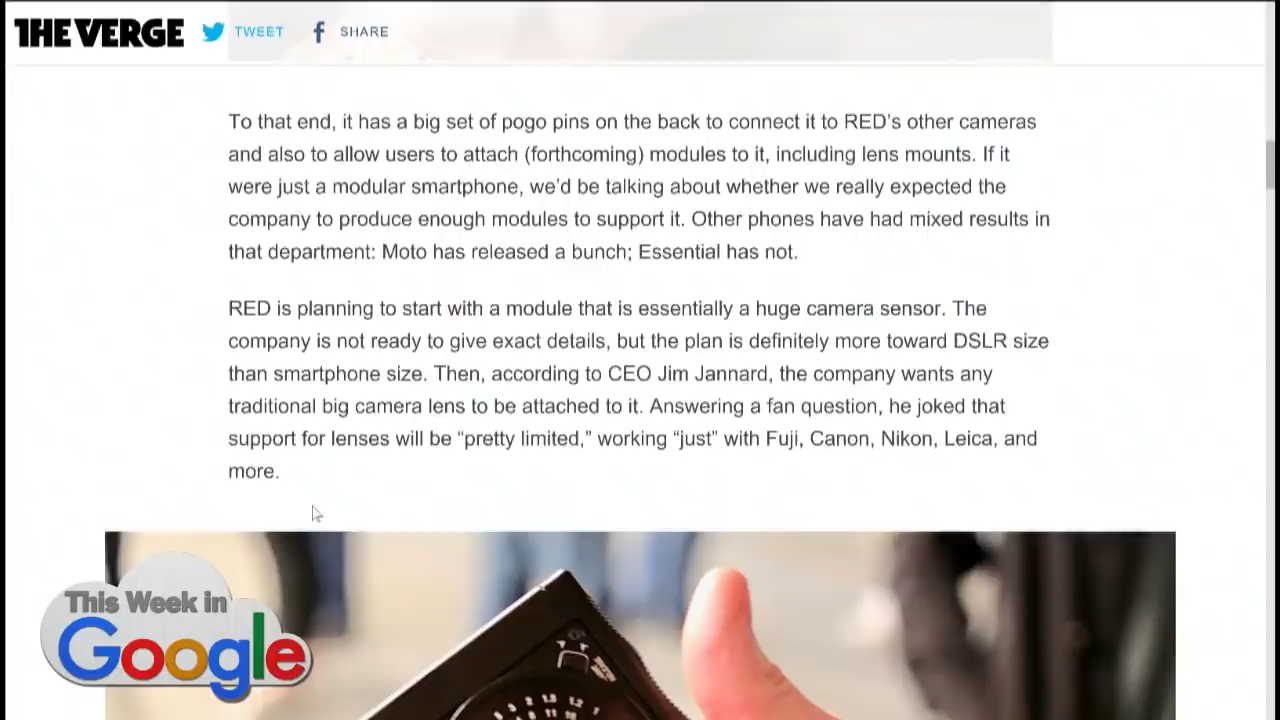 THE VERGE TWEET SHARE
To that end, it has a big set of pogo pins on the back to connect it to RED’s other cameras
and also to allow users to attach (forthcoming) modules to it, including lens mounts. If it
were just a modular smartphone, we’d be talking about whether we really expected the
company to produce enough modules to support it. Other phones have had mixed results in
that department: Moto has released a bunch; Essential has not.
RED is planning to start with a module that is essentially a huge camera sensor. The
company is not ready to give exact details, but the plan is definitely more toward DSLR size
than smartphone size. Then, according to CEO Jim Jannard, the company wants any
traditional big camera lens to be attached to it. Answering a fan question, he joked that
support for lenses will be “pretty limited,” working “just” with Fuji, Canon, Nikon, Leica, and
more.
This Week in
Google